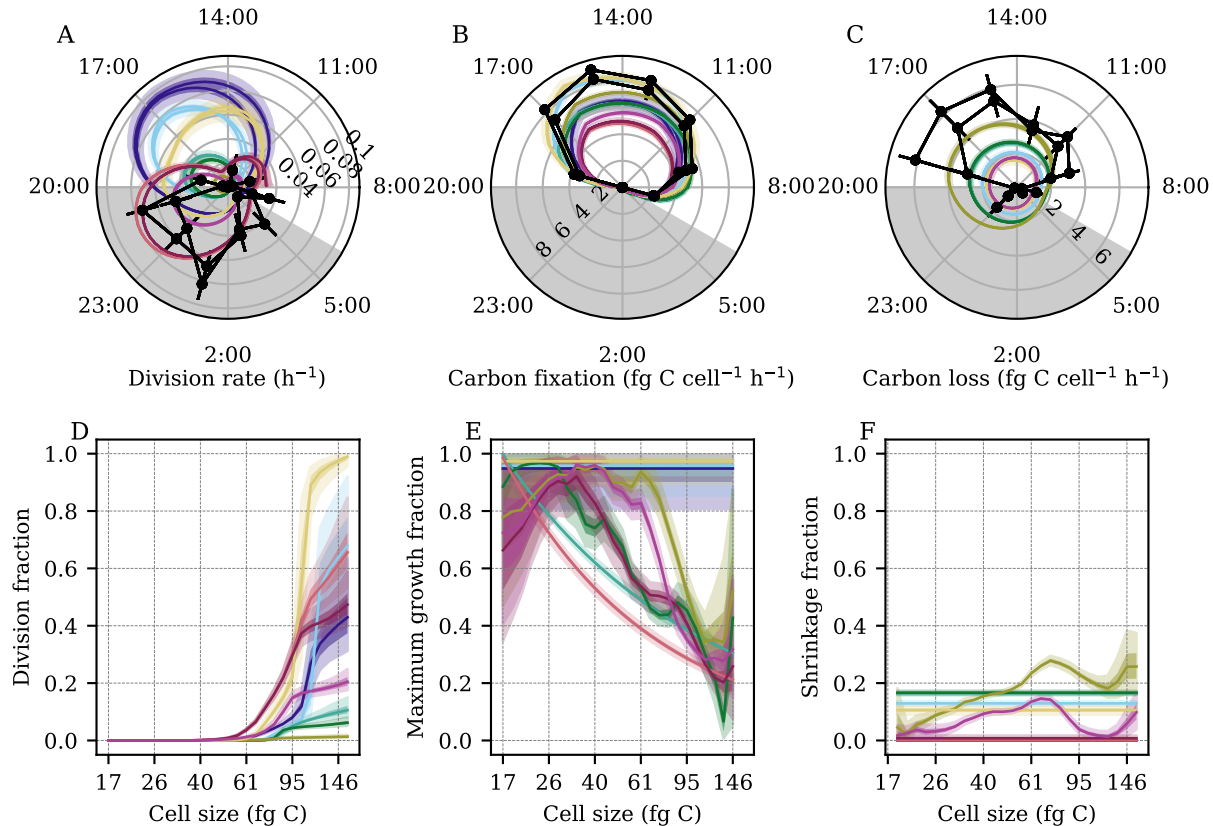 14:00 14:00 14:00
A B C
17:00 11:00 17:00 11:00 17:00 11:00
0.1
0.08
0.06
0.04
20:00 8:00 20:00 8:00 20:00 8:00
2 2
4 4
6 6
8
23:00 5:00 23:00 5:00 23:00 5:00
2:00 2:00 2:00
Division rate (h⁻¹) Carbon fixation (fg C cell⁻¹ h⁻¹) Carbon loss (fg C cell⁻¹ h⁻¹)
D E F
1.0 1.0 1.0
0.8 0.8 0.8
0.6 0.6 0.6
0.4 0.4 0.4
0.2 0.2 0.2
0.0 0.0 0.0
Division fraction Maximum growth fraction Shrinkage fraction
17 26 40 61 95 146 17 26 40 61 95 146 17 26 40 61 95 146
Cell size (fg C) Cell size (fg C) Cell size (fg C)